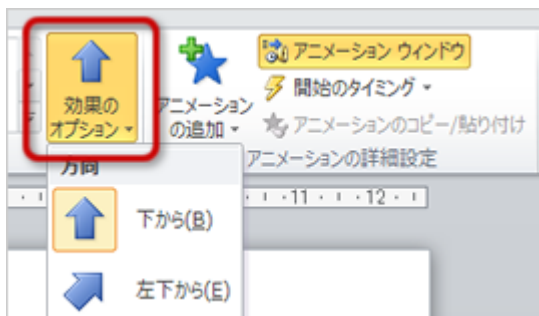 効果の
オプション
アニメーション
の追加
アニメーション ウィンドウ
開始のタイミング
アニメーションのコピー/貼り付け
アニメーションの詳細設定
方向
11 12
下から(B)
左下から(E)